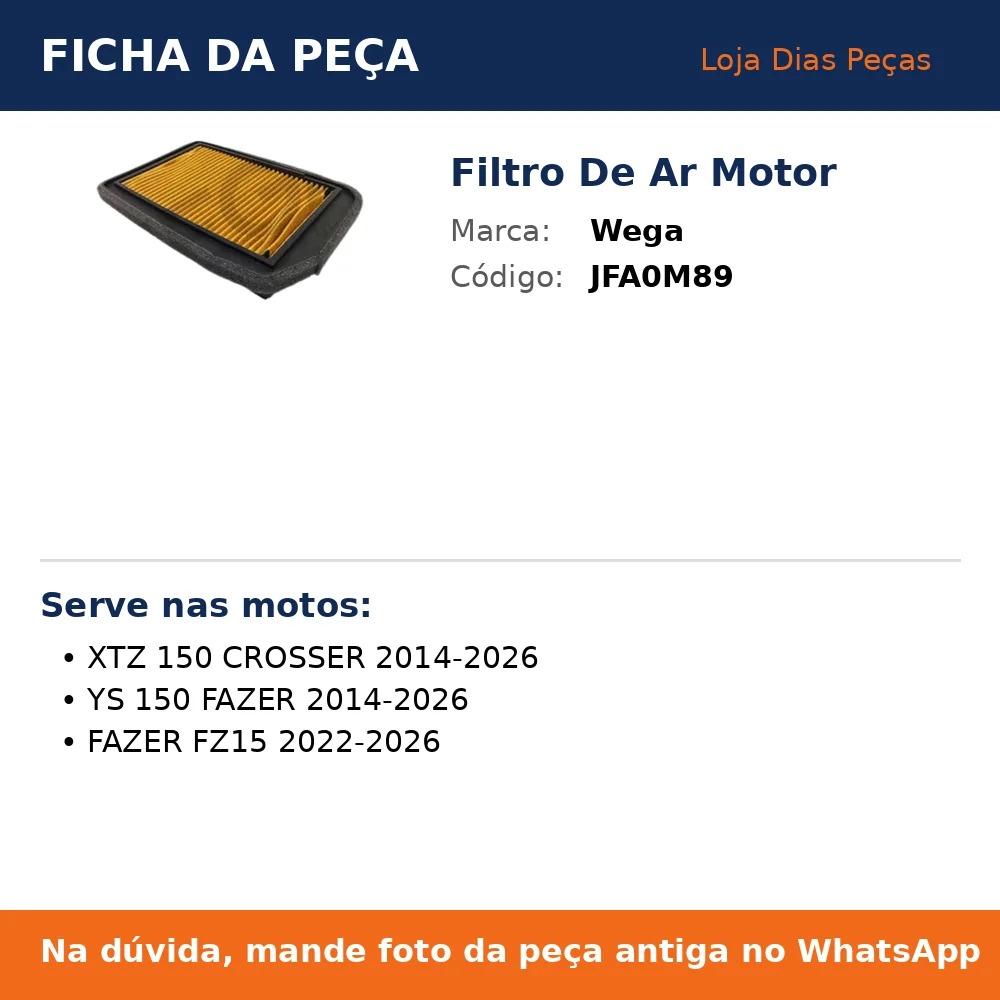 FICHA DA PEÇA
Loja Dias Peças
Filtro De Ar Motor
Marca: Wega
Código: JFA0M89
Serve nas motos:
• XTZ 150 CROSSER 2014-2026
• YS 150 FAZER 2014-2026
• FAZER FZ15 2022-2026
Na dúvida, mande foto da peça antiga no WhatsApp